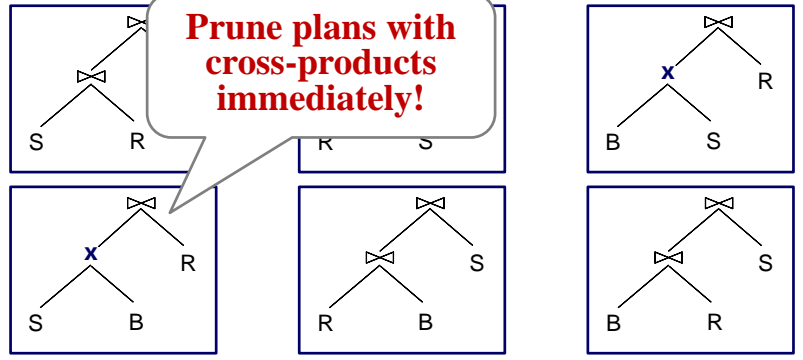 Prune plans with
cross-products
immediately!
⋈
⋈
S R
R S
⋈
x R
B S
⋈
x R
S B
⋈
⋈ S
R B
⋈
⋈ S
B R